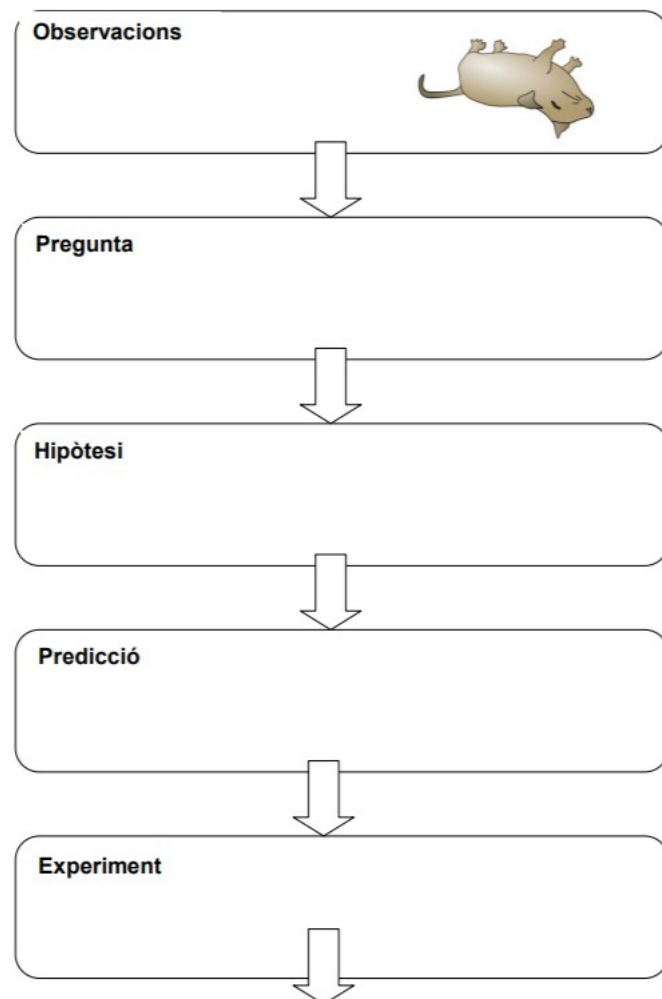 Observacions
Pregunta
Hipòtesi
Predicció
Experiment